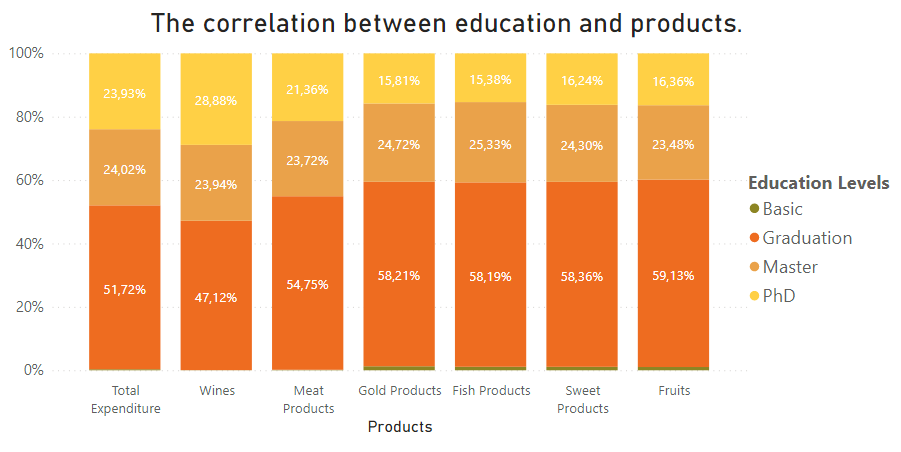 The correlation between education and products.
100%
80%
60%
40%
20%
0%
23,93%
28,88%
21,36%
15,81%
15,38%
16,24%
16,36%
24,02%
23,94%
23,72%
24,72%
25,33%
24,30%
23,48%
51,72%
47,12%
54,75%
58,21%
58,19%
58,36%
59,13%
Total
Expenditure
Wines
Meat
Products
Gold Products
Fish Products
Sweet
Products
Fruits
Products
Education Levels
Basic
Graduation
Master
PhD